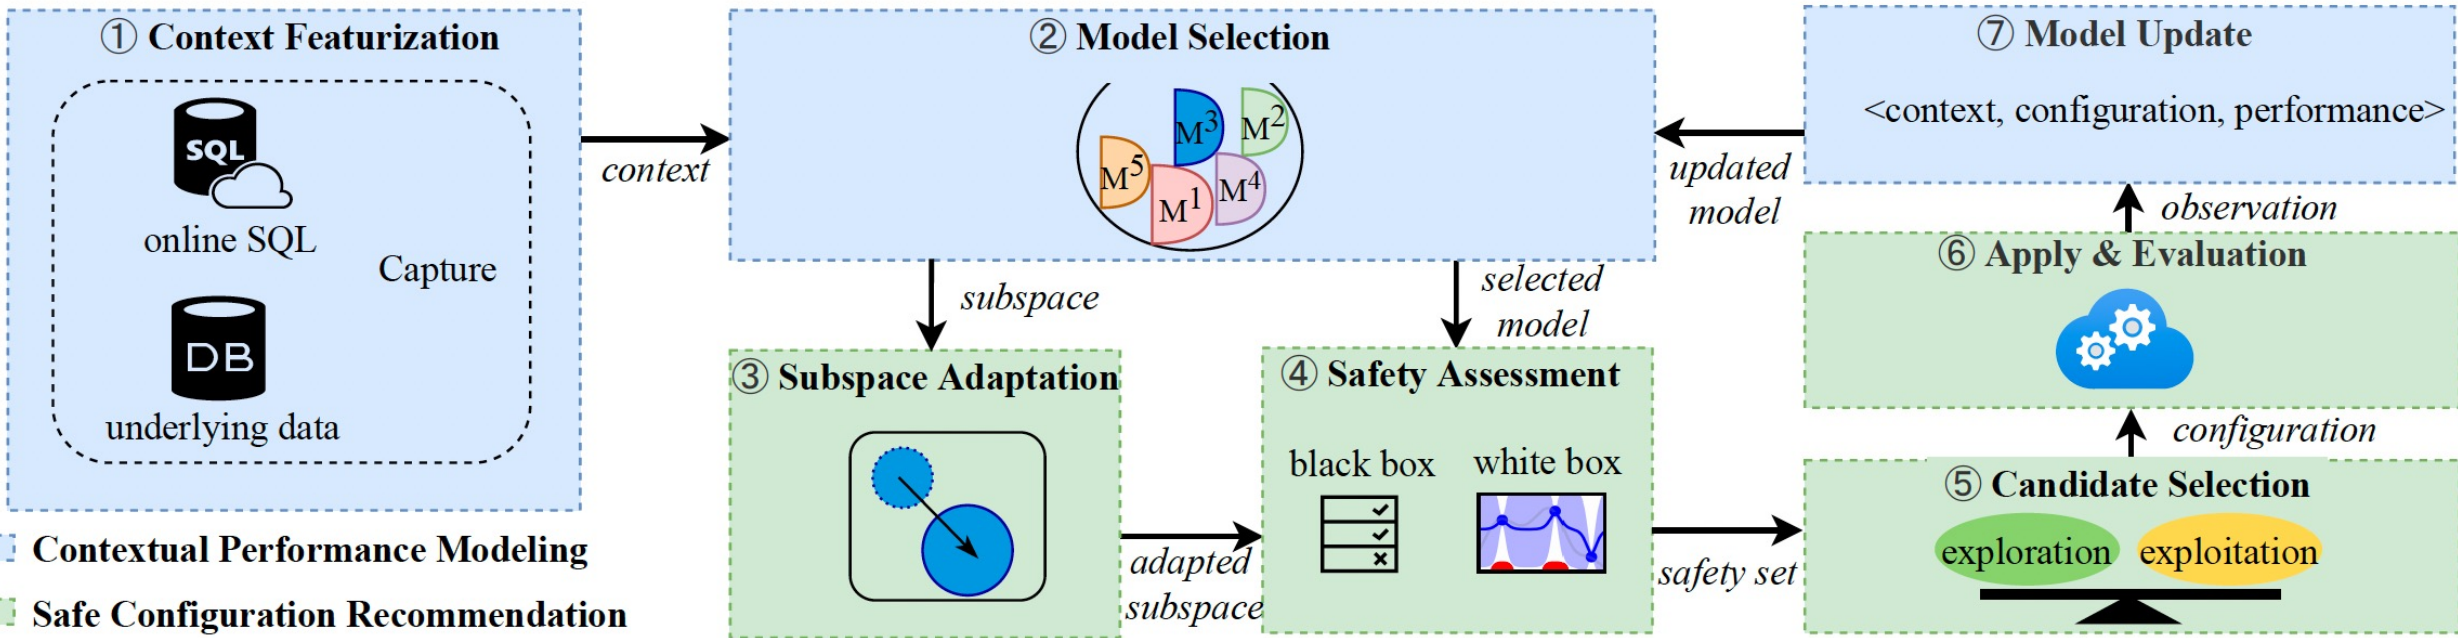 ① Context Featurization
SQL
online SQL
Capture
DB
underlying data
context
② Model Selection
M³
M²
M⁵
M⁴
M¹
subspace
selected
model
③ Subspace Adaptation
adapted
subspace
④ Safety Assessment
black box
white box
safety set
⑤ Candidate Selection
exploration
exploitation
configuration
⑥ Apply & Evaluation
observation
⑦ Model Update
<context, configuration, performance>
updated
model
Contextual Performance Modeling
Safe Configuration Recommendation